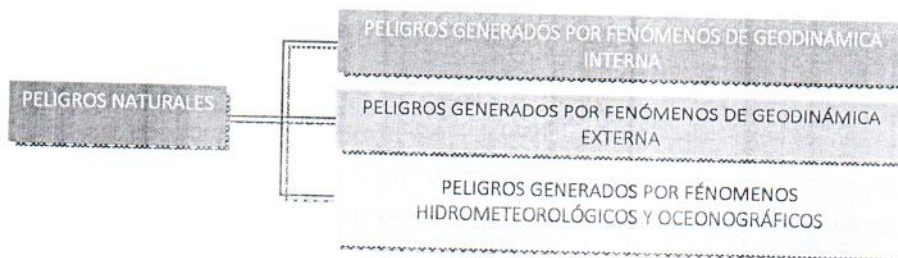 PELIGROS NATURALES
PELIGROS GENERADOS POR FENÓMENOS DE GEODINÁMICA
INTERNA
PELIGROS GENERADOS POR FENÓMENOS DE GEODINÁMICA
EXTERNA
PELIGROS GENERADOS POR FÉNOMENOS
HIDROMETEOROLÓGICOS Y OCEONOGRÁFICOS